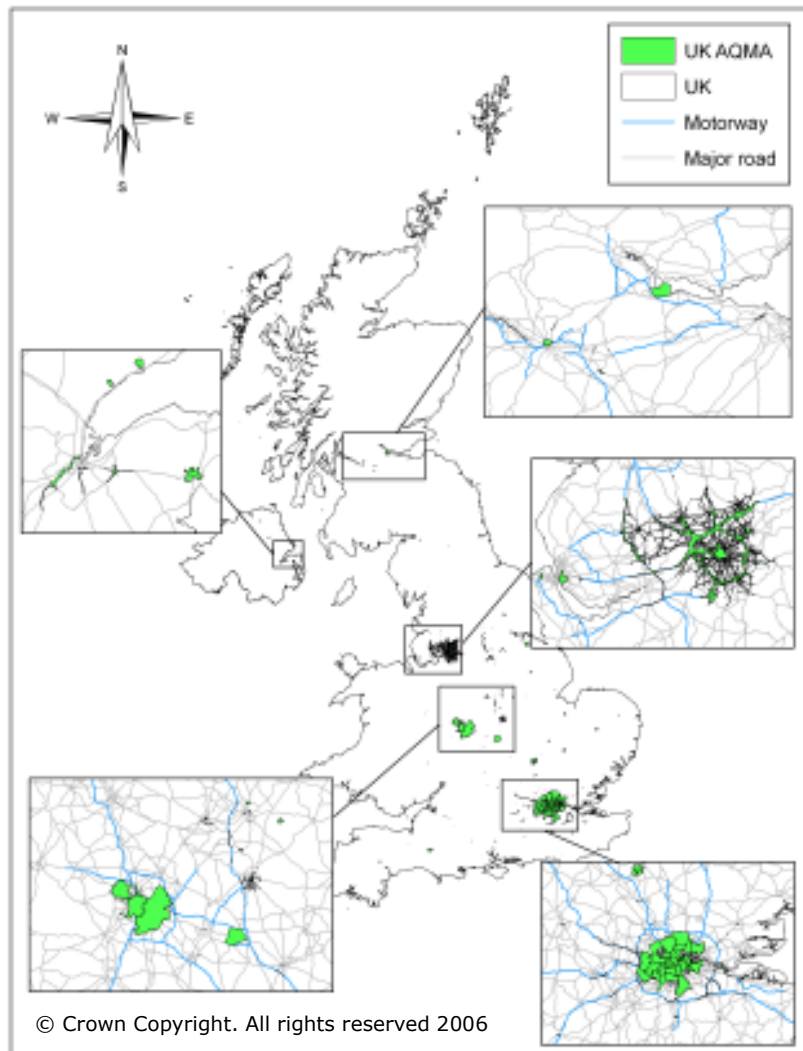 N
W E
S
UK AQMA
UK
Motorway
Major road
© Crown Copyright. All rights reserved 2006